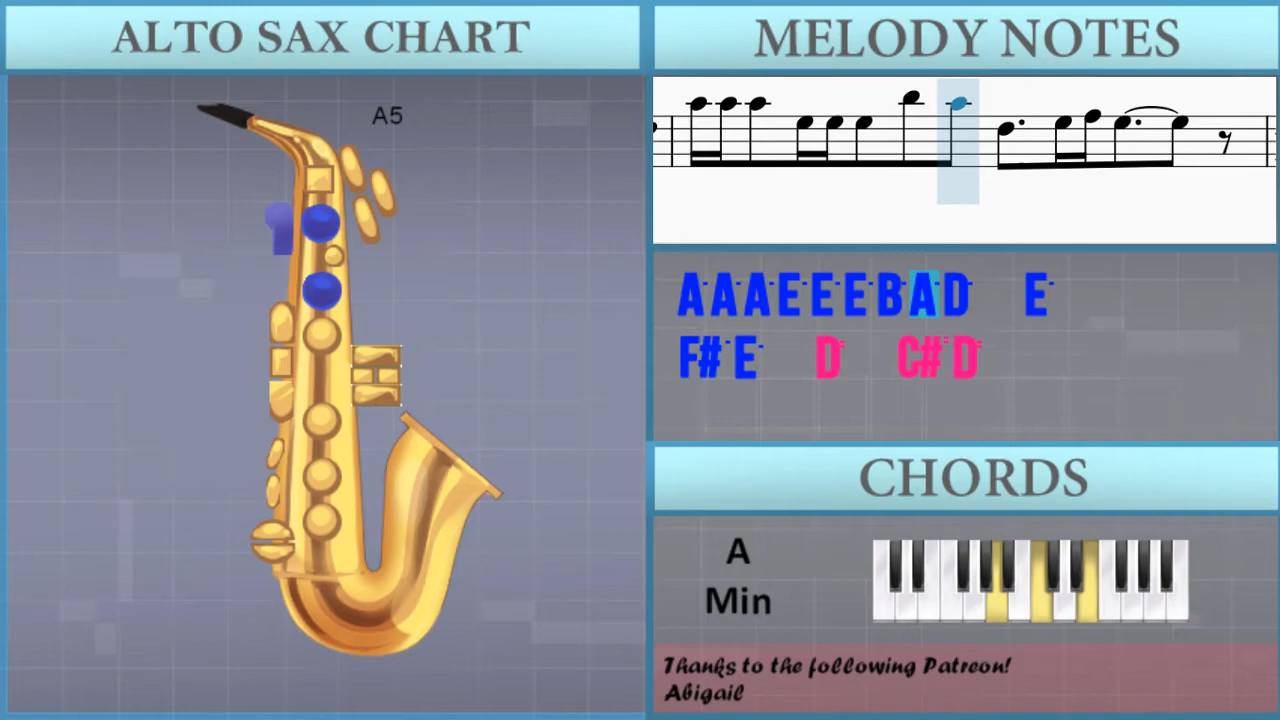 ALTO SAX CHART
A5
MELODY NOTES
A- A- A- E- E- E- B- A- D- E-
F#- E- D= C#= D=
CHORDS
A
Min
Thanks to the following Patreon!
Abigail